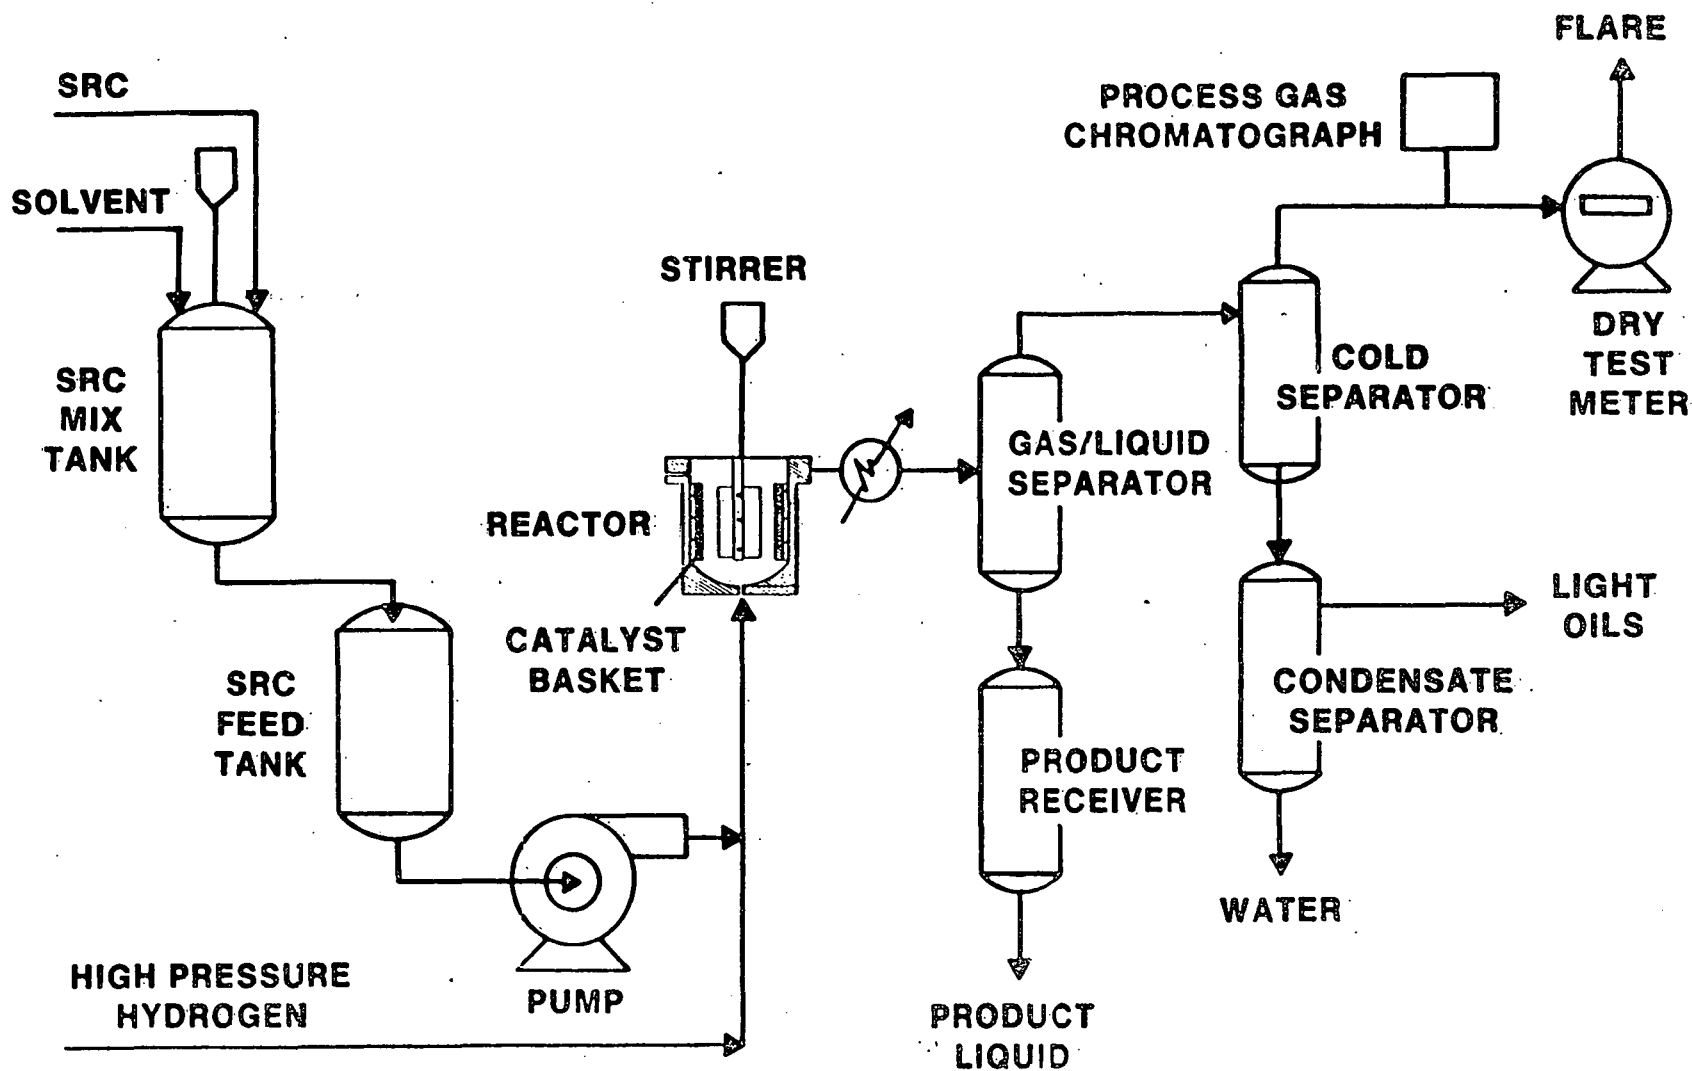 FLARE
SRC
PROCESS GAS
CHROMATOGRAPH
SOLVENT
STIRRER
DRY
TEST
METER
COLD
SEPARATOR
SRC
MIX
TANK
GAS/LIQUID
SEPARATOR
REACTOR
LIGHT
OILS
CATALYST
BASKET
SRC
FEED
TANK
CONDENSATE
SEPARATOR
PRODUCT
RECEIVER
WATER
HIGH PRESSURE
HYDROGEN
PUMP
PRODUCT
LIQUID